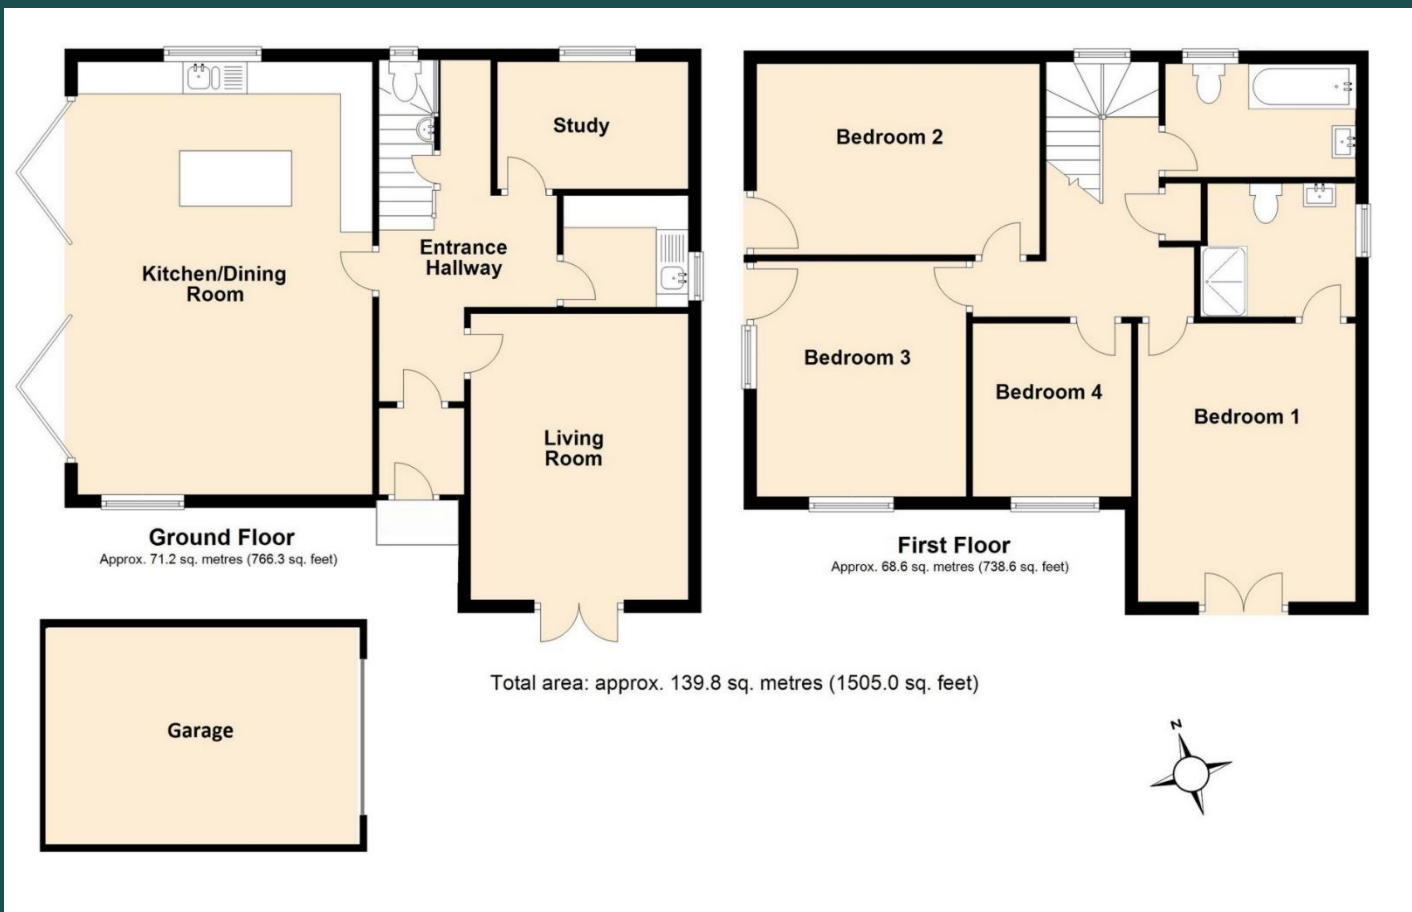 Study
Bedroom 2
Entrance
Hallway
Kitchen/Dining
Room
Bedroom 3
Bedroom 4
Bedroom 1
Living
Room
Ground Floor
Approx. 71.2 sq. metres (766.3 sq. feet)
First Floor
Approx. 68.6 sq. metres (738.6 sq. feet)
Total area: approx. 139.8 sq. metres (1505.0 sq. feet)
Garage
N